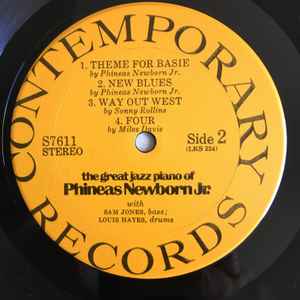 CONTEMPORARY
1. THEME FOR BASIE
by Phineas Newborn Jr.
2. NEW BLUES
by Phineas Newborn Jr.
3. WAY OUT WEST
by Sonny Rollins
4. FOUR
by Miles Davis
S7611
STEREO
Side 2
(LKS 224)
the great jazz piano of
Phineas Newborn Jr.
with
SAM JONES, bass;
LOUIS HAYES, drums
RECORDS